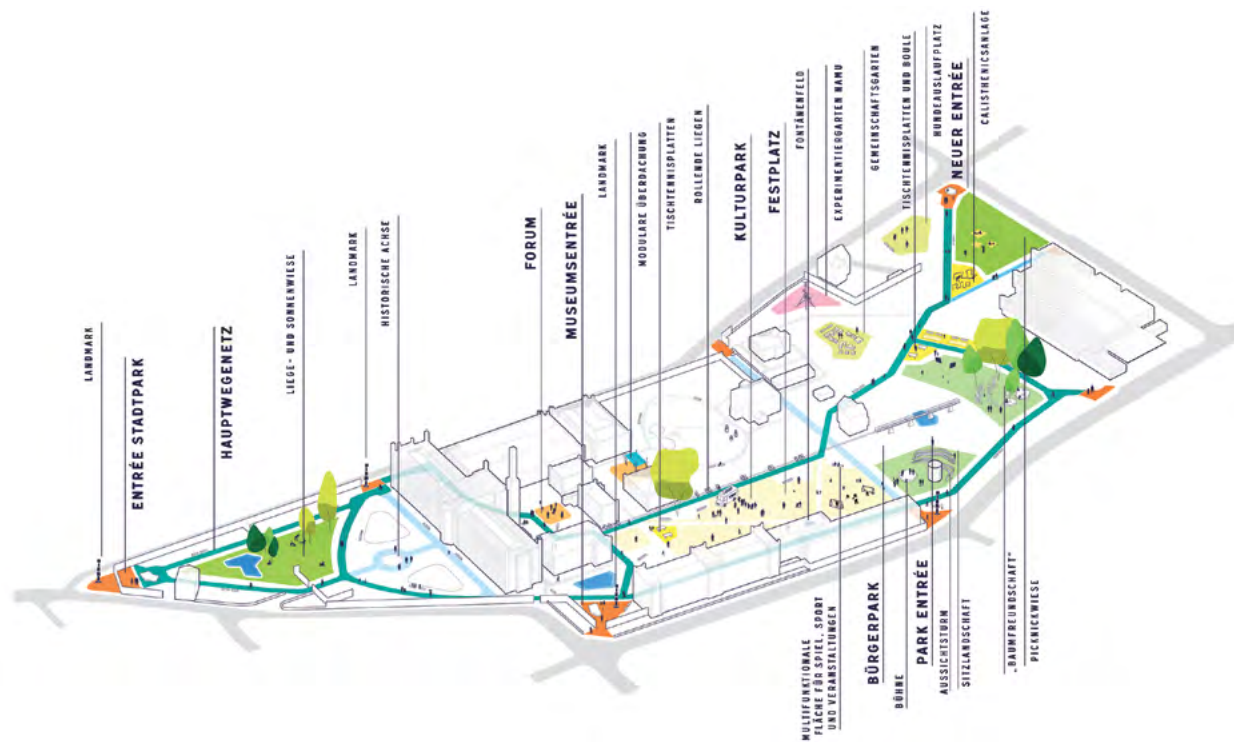 LANDMARK
ENTRÉE STADTPARK
HAUPTWEGENETZ
LIEGE- UND SONNENWIESE
LANDMARK
HISTORISCHE ACHSE
FORUM
MUSEUMSENTRÉE
LANDMARK
MODULARE ÜBERDACHUNG
TISCHTENNISPLATTEN
ROLLENDE LIEGEN
KULTURPARK
FESTPLATZ
FONTÄNENFELD
EXPERIMENTIERGARTEN NAMU
GEMEINSCHAFTSGARTEN
TISCHTENNISPLATTEN UND BOULE
HUNDEAUSLAUFPLATZ
NEUER ENTRÉE
CALISTHENICSANLAGE
MULTIFUNKTIONALE
FLÄCHE FÜR SPIEL, SPORT
UND VERANSTALTUNGEN
BÜRGERPARK
BÜHNE
PARK ENTRÉE
AUSSICHTSTURM
SITZLANDSCHAFT
„BAUMFREUNDSCHAFT"
PICKNICKWIESE